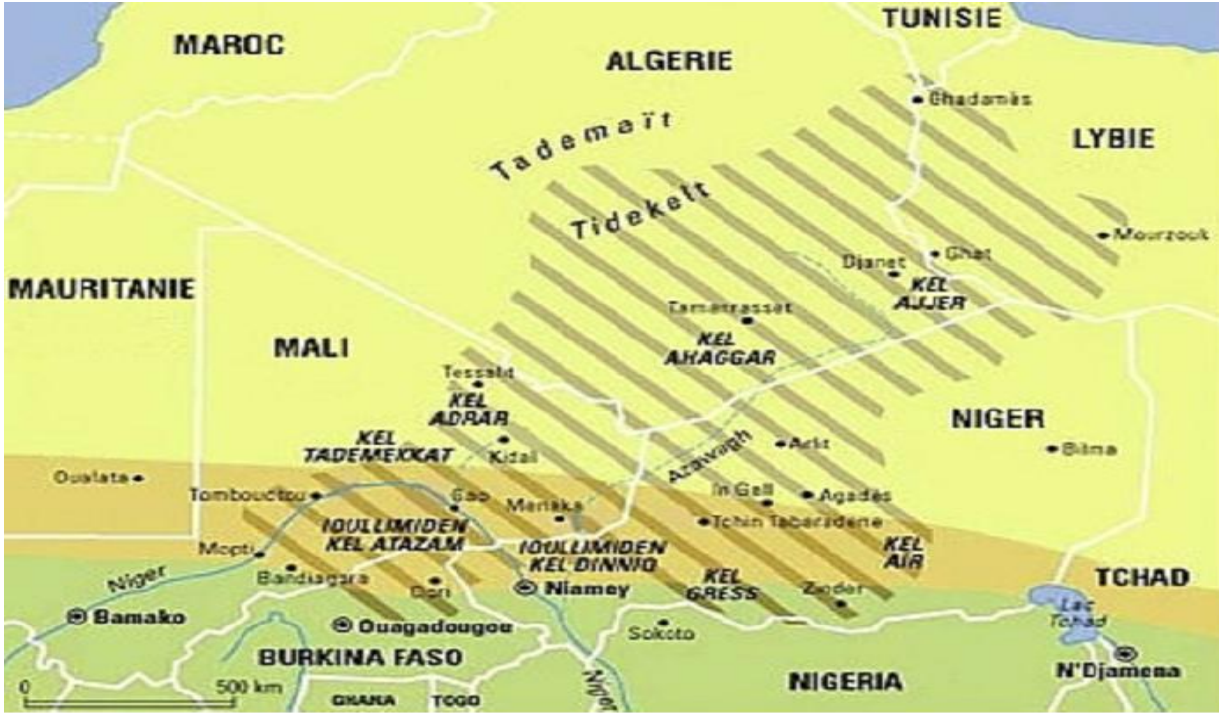 TUNISIE
MAROC
ALGERIE
Ghadamès
LYBIE
Tademaït
Tidekelt
Mourzouk
Djanet
Ghat
KEL
AJJER
MAURITANIE
Tamanrasset
KEL
AHAGGAR
MALI
Tessalit
KEL
ADRAR
NIGER
KEL
TADEMEKKAT
Kidal
Azawagh
Arlit
Bilma
Oualata
Tombouctou
Gao
Menaka
In Gall
Agadès
IOULLIMIDEN
KEL ATAZAM
Tchin Tabaradene
Mopti
IOULLIMIDEN
KEL DINNIG
KEL
AIR
Niger
Bandiagara
Dori
Niamey
KEL
GRESS
Zinder
TCHAD
Lac
Tchad
Bamako
Ouagadougou
Sokoto
BURKINA FASO
N'Djamena
0 500 km
GHANA
TOGO
Niger
NIGERIA